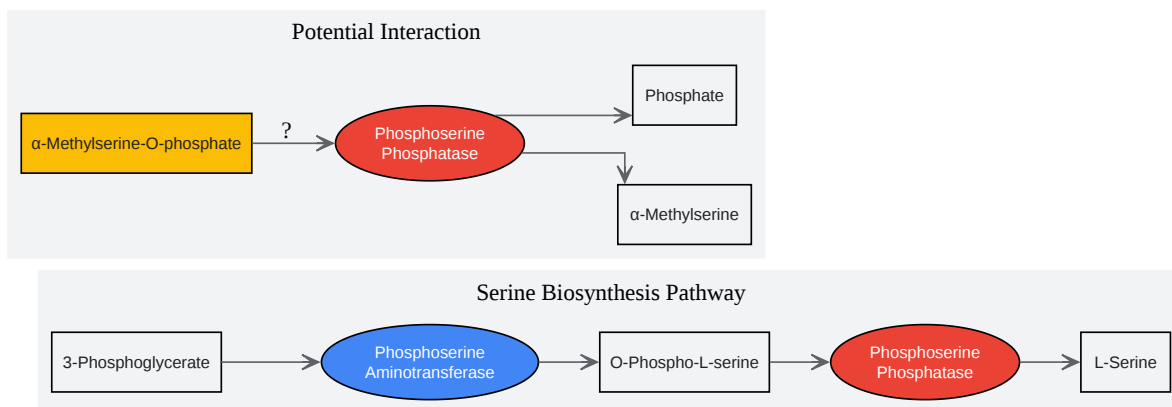 Potential Interaction
α-Methylserine-O-phosphate
?
Phosphoserine
Phosphatase
Phosphate
α-Methylserine
Serine Biosynthesis Pathway
3-Phosphoglycerate
Phosphoserine
Aminotransferase
O-Phospho-L-serine
Phosphoserine
Phosphatase
L-Serine